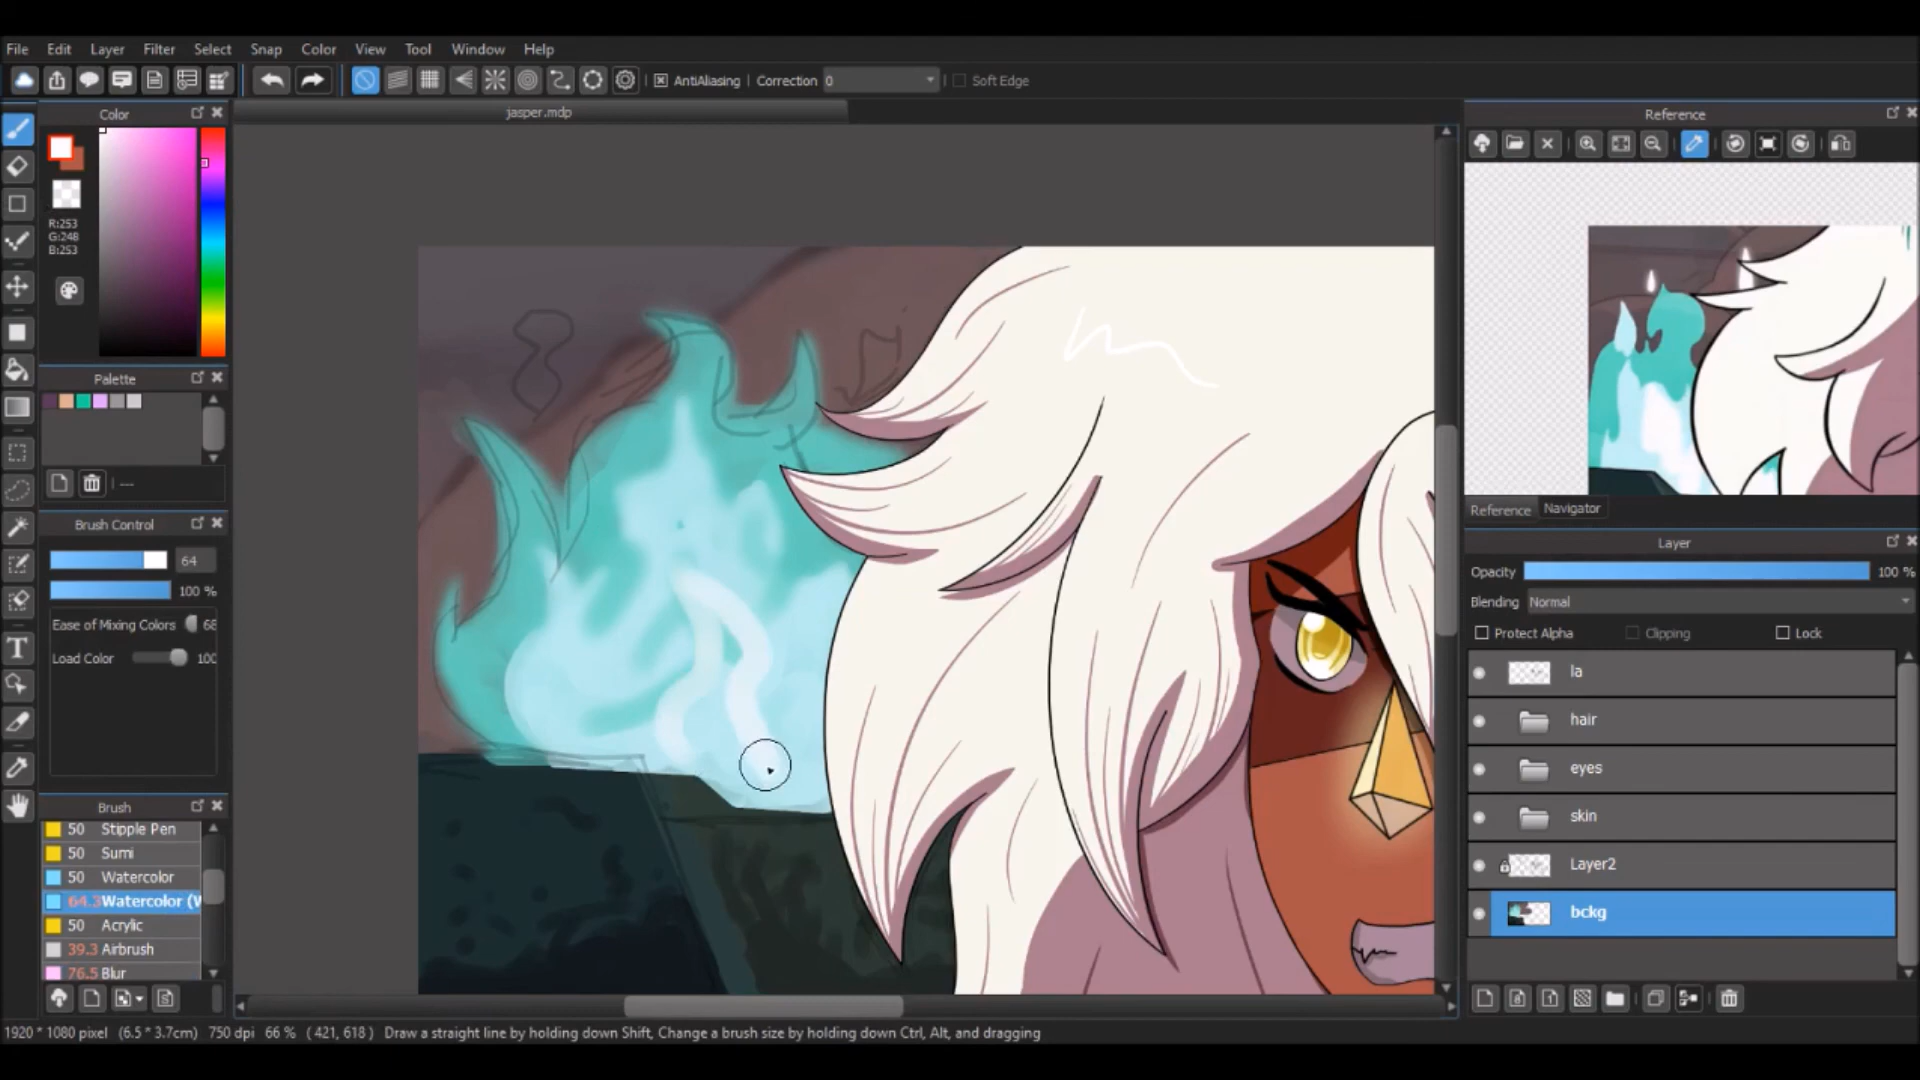 File Edit Layer Filter Select Snap Color View Tool Window Help
AntiAliasing Correction 0 Soft Edge
Color
jasper.mdp
Reference
R:253
G:248
B:253
Palette
---
Brush Control
64
100 %
Ease of Mixing Colors 68
Load Color 100
Brush
50 Stipple Pen
50 Sumi
50 Watercolor
64.3 Watercolor (W
50 Acrylic
39.3 Airbrush
76.5 Blur
Reference Navigator
Layer
Opacity 100 %
Blending Normal
Protect Alpha Clipping Lock
la
hair
eyes
skin
Layer2
bckg
1920 * 1080 pixel (6.5 * 3.7cm) 750 dpi 66 % ( 421, 618 ) Draw a straight line by holding down Shift, Change a brush size by holding down Ctrl, Alt, and dragging